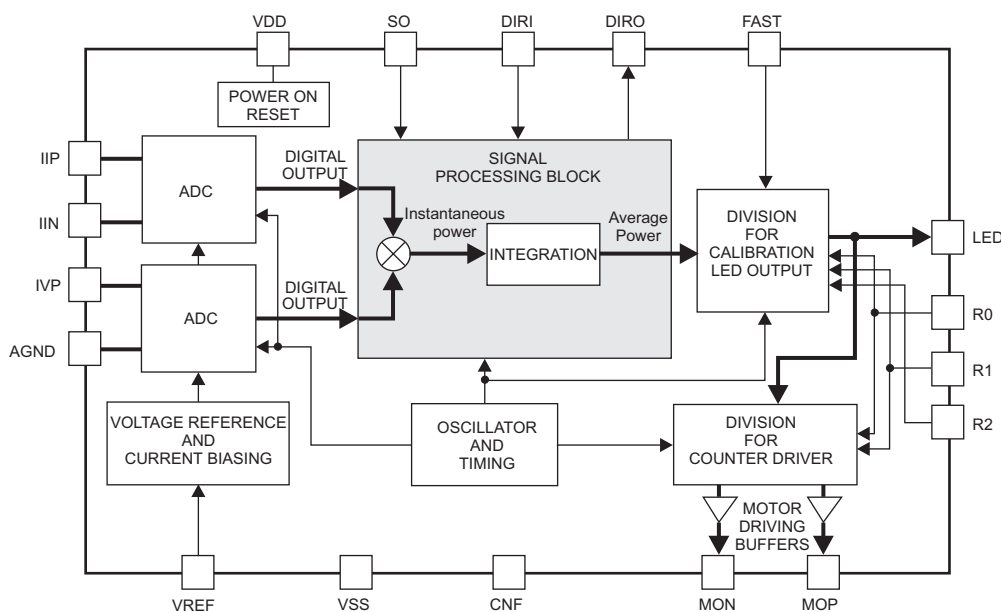 VDD
SO
DIRI
DIRO
FAST
POWER ON
RESET
IIP
IIN
IVP
AGND
ADC
ADC
DIGITAL
OUTPUT
DIGITAL
OUTPUT
SIGNAL
PROCESSING BLOCK
Instantaneous
power
INTEGRATION
Average
Power
DIVISION
FOR
CALIBRATION
LED OUTPUT
LED
R0
R1
R2
VOLTAGE REFERENCE
AND
CURRENT BIASING
OSCILLATOR
AND
TIMING
DIVISION
FOR
COUNTER DRIVER
MOTOR
DRIVING
BUFFERS
VREF
VSS
CNF
MON
MOP